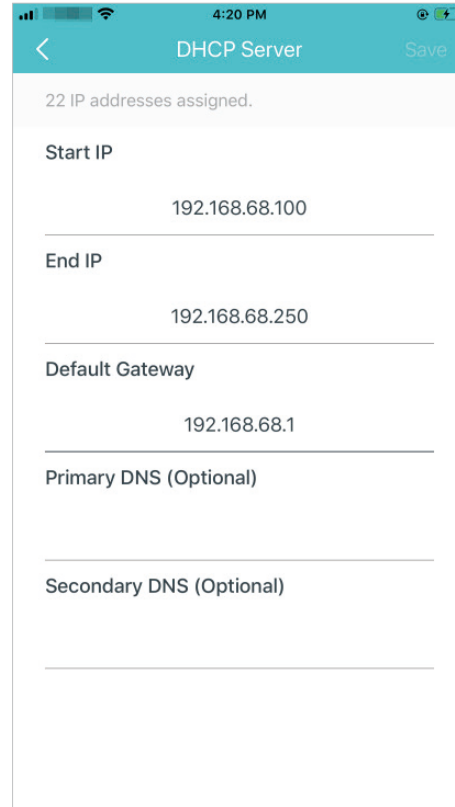 4:20 PM
DHCP Server
Save
22 IP addresses assigned.
Start IP
192.168.68.100
End IP
192.168.68.250
Default Gateway
192.168.68.1
Primary DNS (Optional)
Secondary DNS (Optional)